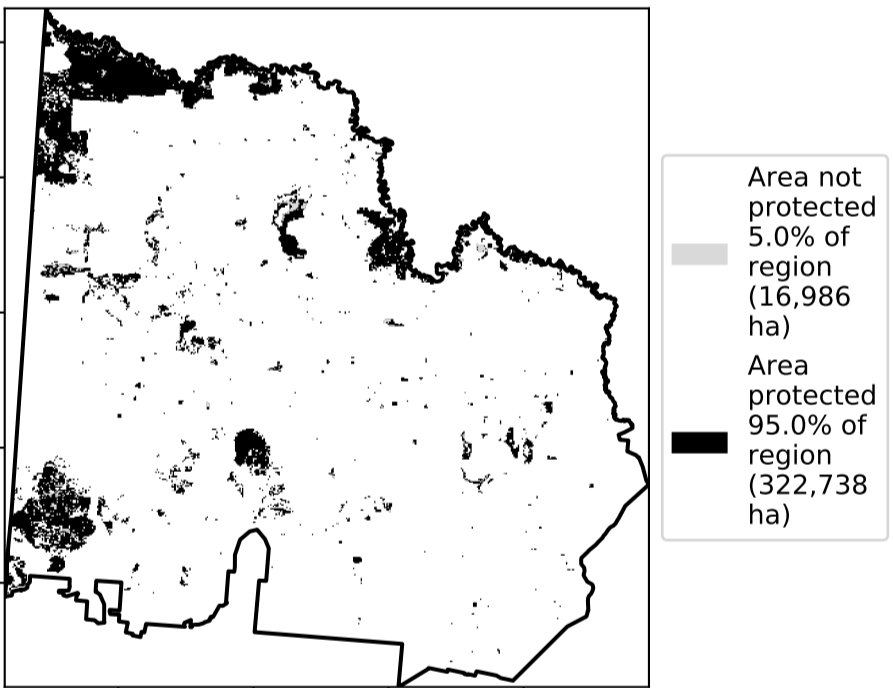 Area not
protected
5.0% of
region
(16,986
ha)
Area
protected
95.0% of
region
(322,738
ha)